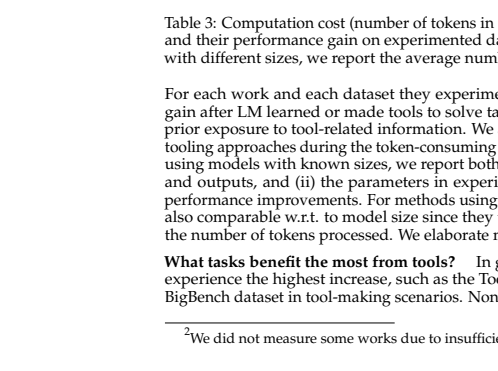 Table 3: Computation cost (number of tokens in
and their performance gain on experimented da
with different sizes, we report the average num
For each work and each dataset they experime
gain after LM learned or made tools to solve ta
prior exposure to tool-related information. We
tooling approaches during the token-consuming
using models with known sizes, we report both
and outputs, and (ii) the parameters in experi
performance improvements. For methods using
also comparable w.r.t. to model size since they
the number of tokens processed. We elaborate
What tasks benefit the most from tools? In g
experience the highest increase, such as the Too
BigBench dataset in tool-making scenarios. Non
2We did not measure some works due to insuffici